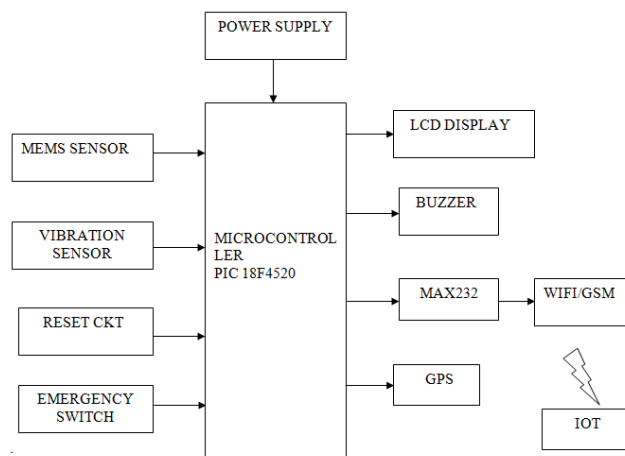 POWER SUPPLY
MEMS SENSOR
VIBRATION
SENSOR
RESET CKT
EMERGENCY
SWITCH
MICROCONTROL
LER
PIC 18F4520
LCD DISPLAY
BUZZER
MAX232
WIFI/GSM
GPS
IOT